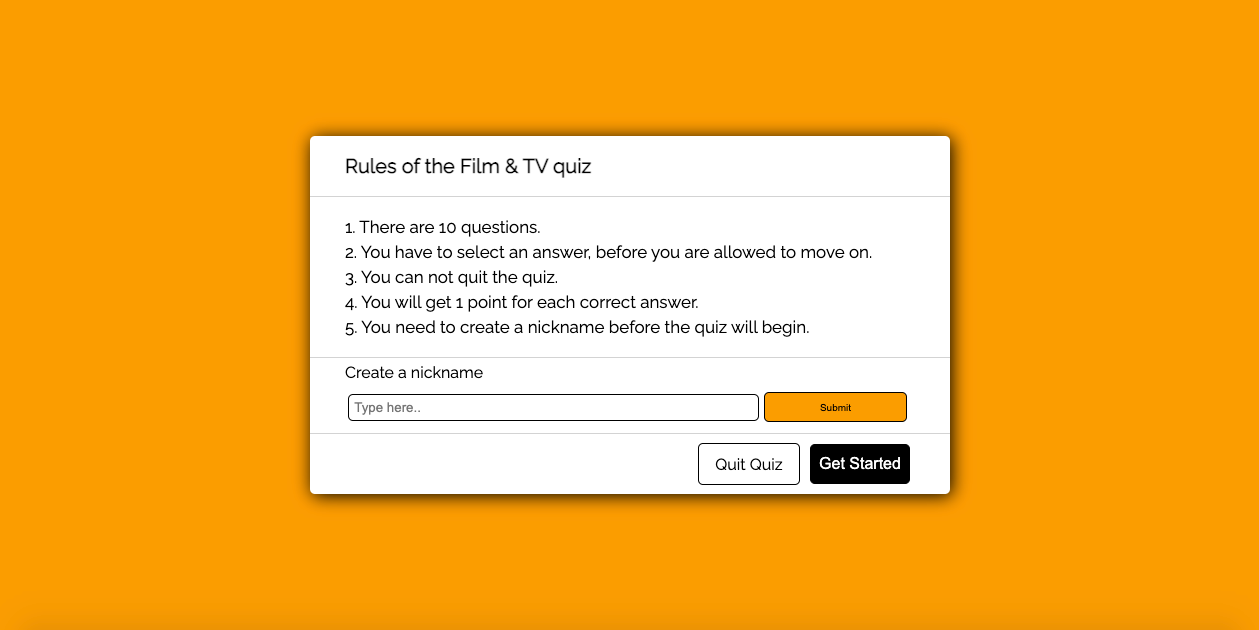 Rules of the Film & TV quiz
1. There are 10 questions.
2. You have to select an answer, before you are allowed to move on.
3. You can not quit the quiz.
4. You will get 1 point for each correct answer.
5. You need to create a nickname before the quiz will begin.
Create a nickname
Type here.. Submit
Quit Quiz Get Started